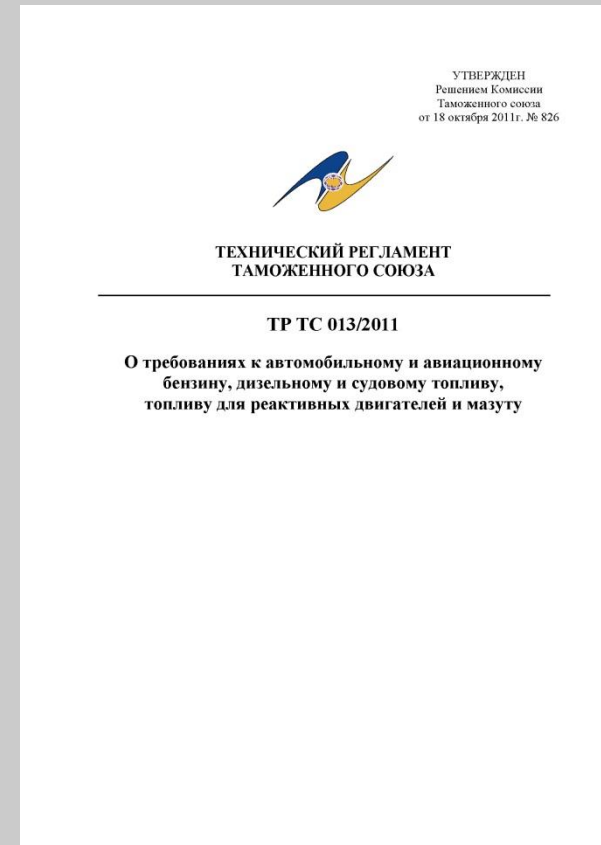 УТВЕРЖДЕН
Решением Комиссии
Таможенного союза
от 18 октября 2011г. № 826
ТЕХНИЧЕСКИЙ РЕГЛАМЕНТ
ТАМОЖЕННОГО СОЮЗА
ТР ТС 013/2011
О требованиях к автомобильному и авиационному
бензину, дизельному и судовому топливу,
топливу для реактивных двигателей и мазуту